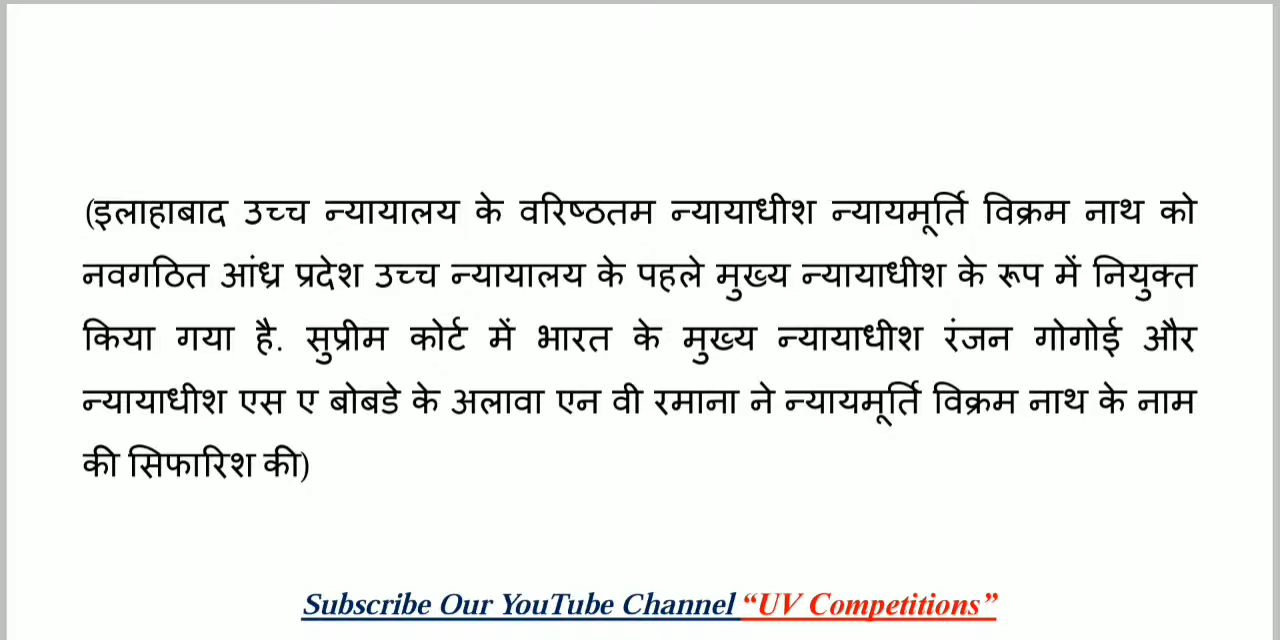 (इलाहाबाद उच्च न्यायालय के वरिष्ठतम न्यायाधीश न्यायमूर्ति विक्रम नाथ को
नवगठित आंध्र प्रदेश उच्च न्यायालय के पहले मुख्य न्यायाधीश के रूप में नियुक्त
किया गया है. सुप्रीम कोर्ट में भारत के मुख्य न्यायाधीश रंजन गोगोई और
न्यायाधीश एस ए बोबडे के अलावा एन वी रमाना ने न्यायमूर्ति विक्रम नाथ के नाम
की सिफारिश की)
Subscribe Our YouTube Channel “UV Competitions”